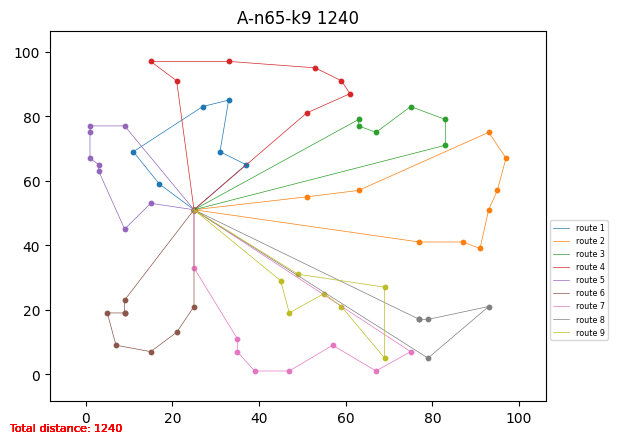 A-n65-k9 1240
100
80
60
40
20
0
0 20 40 60 80 100
route 1
route 2
route 3
route 4
route 5
route 6
route 7
route 8
route 9
Total distance: 1240